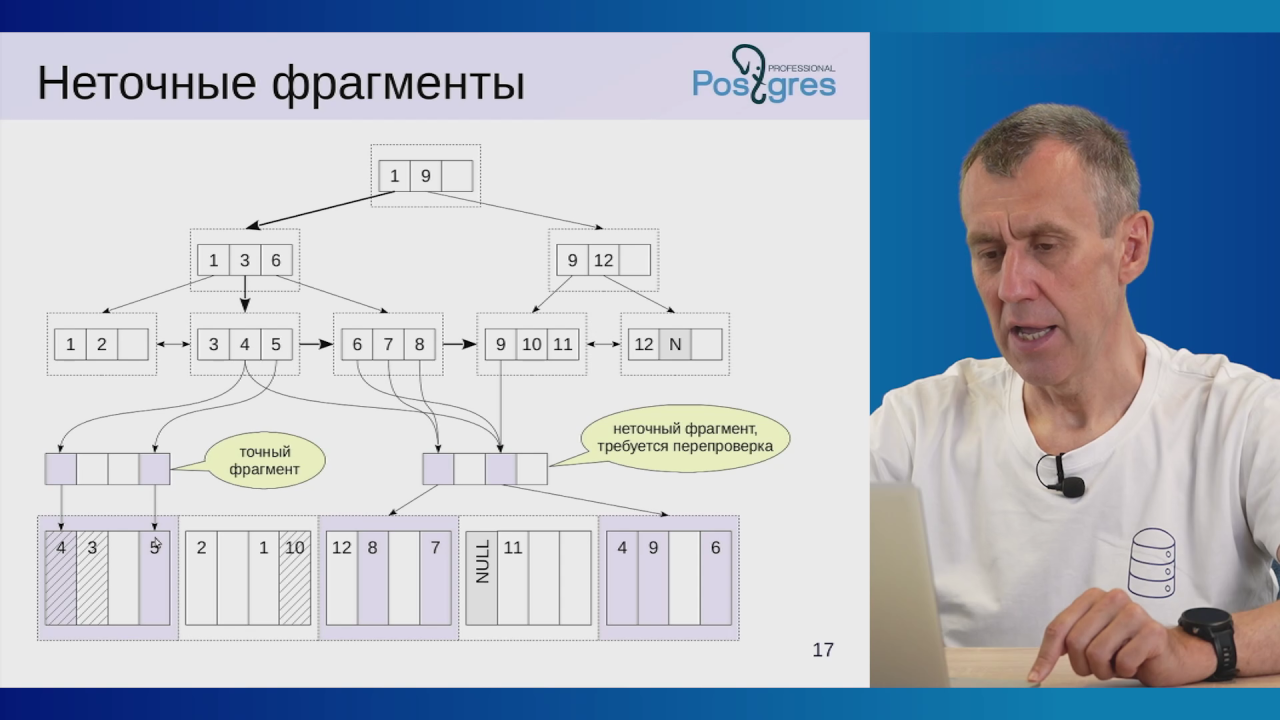 Неточные фрагменты
PROFESSIONAL
Postgres
1 9
1 3 6
9 12
1 2
3 4 5
6 7 8
9 10 11
12 N
точный
фрагмент
неточный фрагмент,
требуется перепроверка
4 3 5
2 1 10
12 8 7
NULL 11
4 9 6
17